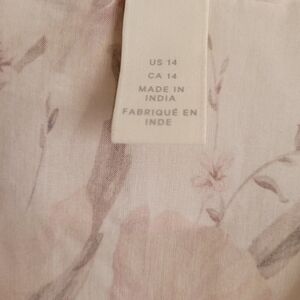 US 14
CA 14
MADE IN
INDIA
FABRIQUÉ EN
INDE